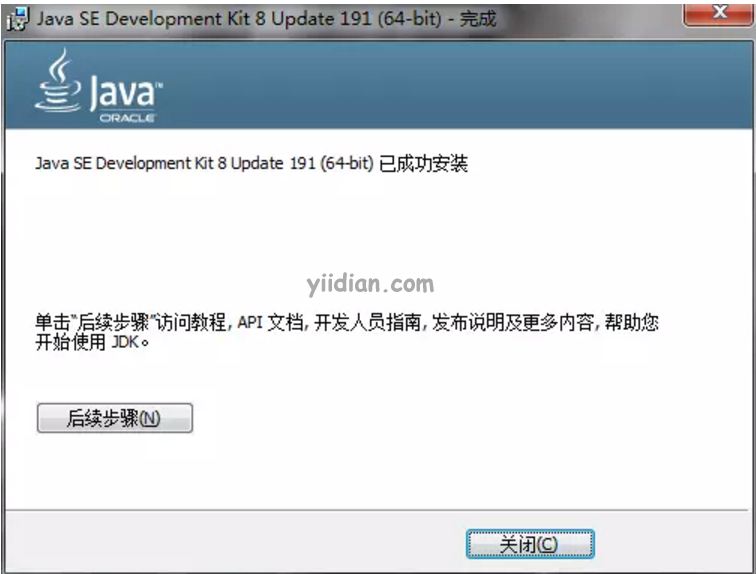 Java SE Development Kit 8 Update 191 (64-bit) - 完成
Java™
ORACLE
Java SE Development Kit 8 Update 191 (64-bit) 已成功安装
yiidian.com
单击“后续步骤”访问教程, API 文档, 开发人员指南, 发布说明及更多内容, 帮助您
开始使用 JDK。
后续步骤(N)
关闭(C)